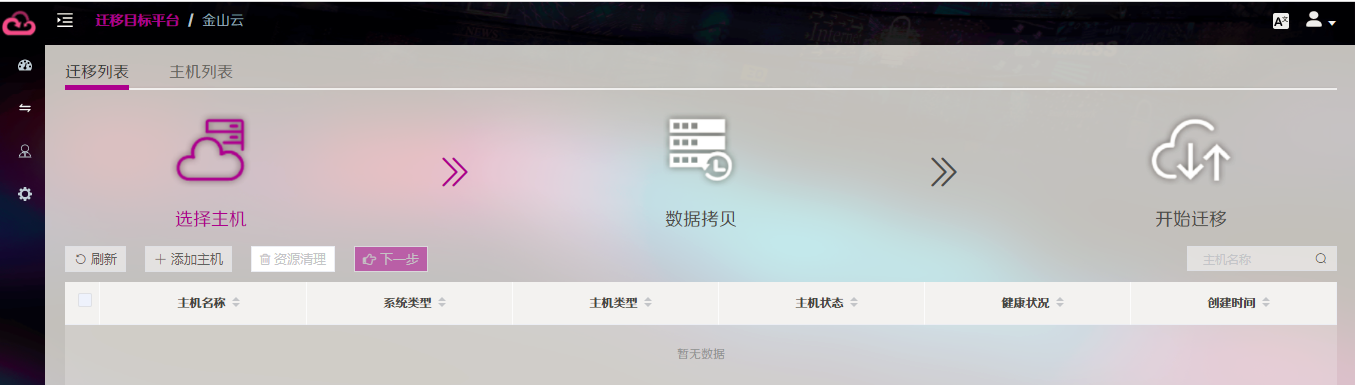 迁移目标平台 / 金山云
迁移列表 主机列表
选择主机 数据拷贝 开始迁移
刷新 添加主机 资源清理 下一步 主机名称
主机名称 系统类型 主机类型 主机状态 健康状况 创建时间
暂无数据